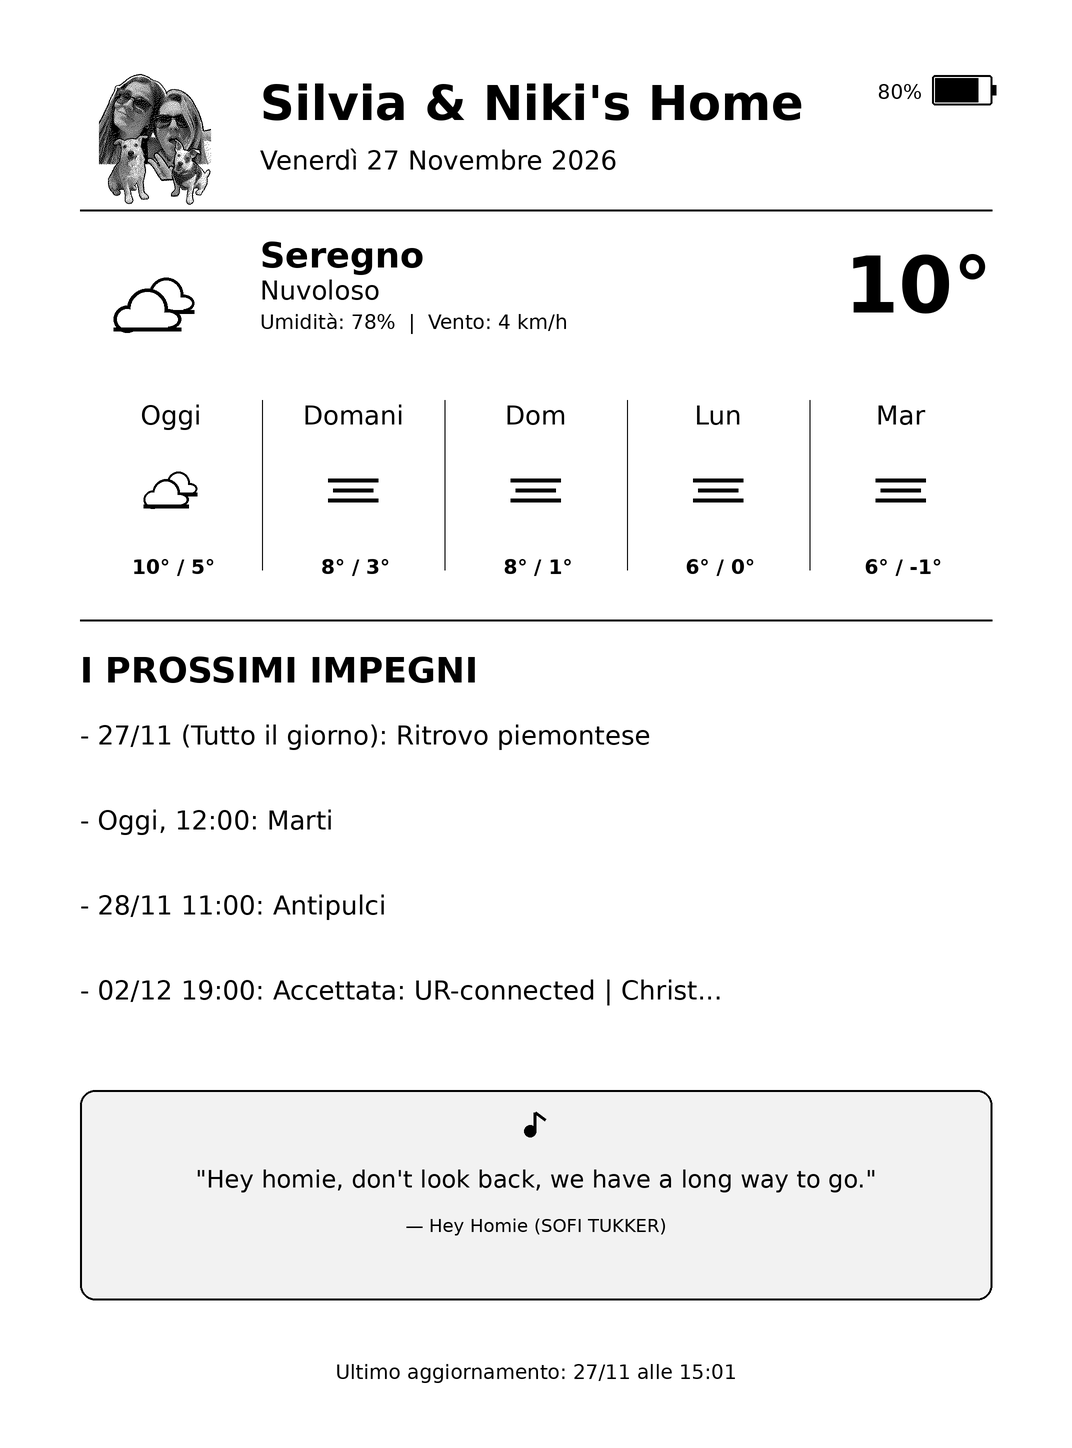 Silvia & Niki's Home
80%
Venerdì 27 Novembre 2026
Seregno
10°
Nuvoloso
Umidità: 78% | Vento: 4 km/h
Oggi Domani Dom Lun Mar
10° / 5° 8° / 3° 8° / 1° 6° / 0° 6° / -1°
I PROSSIMI IMPEGNI
- 27/11 (Tutto il giorno): Ritrovo piemontese
- Oggi, 12:00: Marti
- 28/11 11:00: Antipulci
- 02/12 19:00: Accettata: UR-connected | Christ...
"Hey homie, don't look back, we have a long way to go."
— Hey Homie (SOFI TUKKER)
Ultimo aggiornamento: 27/11 alle 15:01